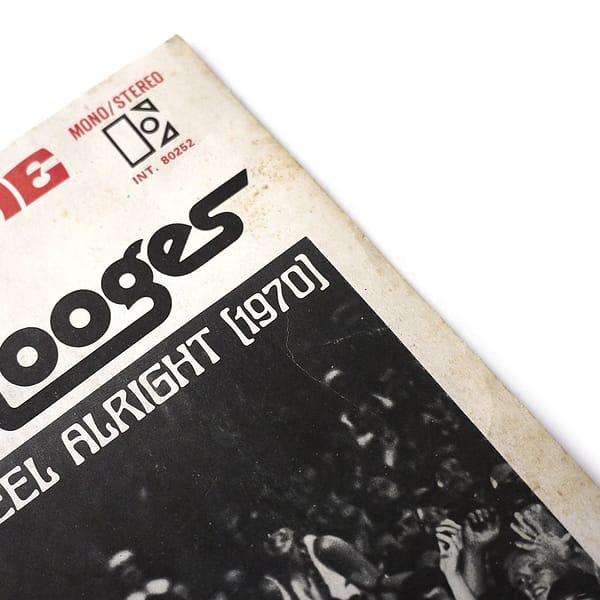 MONO/STEREO
INT. 80252
ooges
EEL ALRIGHT [1970]